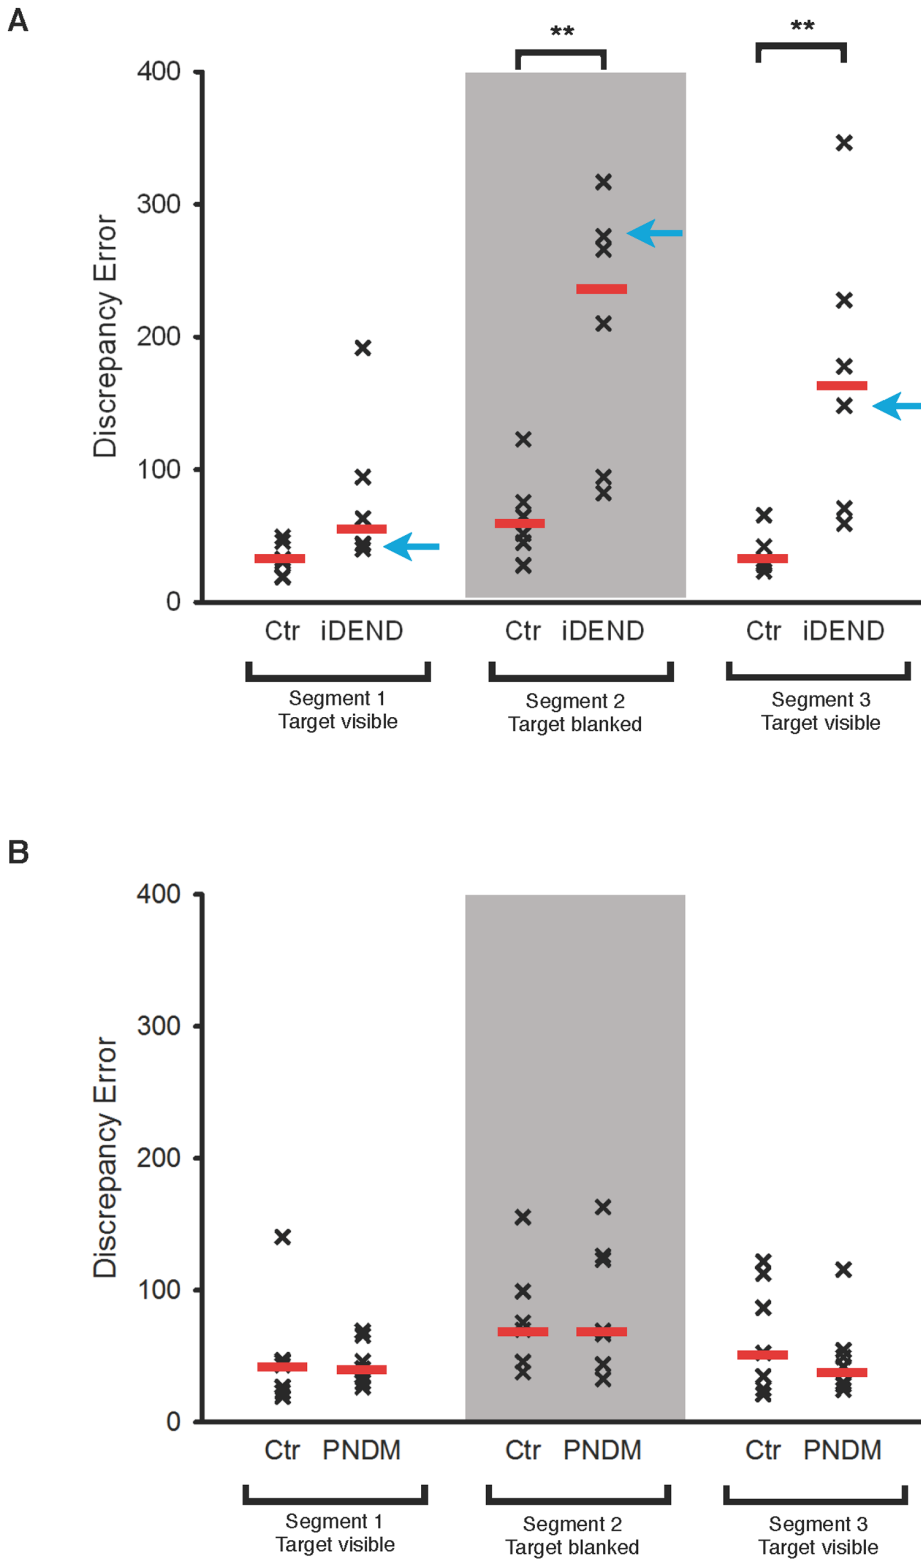 A
** **
400
300
200
100
0
Discrepancy Error
Ctr iDEND Ctr iDEND Ctr iDEND
Segment 1 Segment 2 Segment 3
Target visible Target blanked Target visible
B
400
300
200
100
0
Discrepancy Error
Ctr PNDM Ctr PNDM Ctr PNDM
Segment 1 Segment 2 Segment 3
Target visible Target blanked Target visible